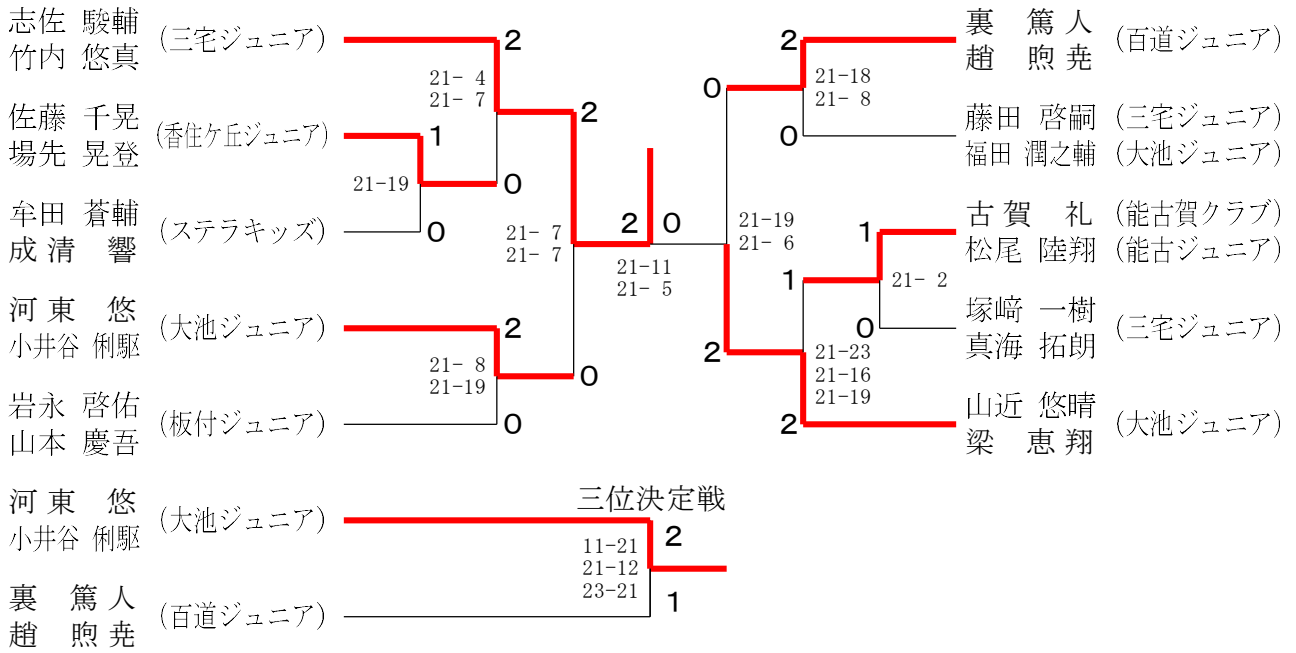 志佐 駿輔
竹内 悠真
(三宅ジュニア)
2
21- 4
21- 7
佐藤 千晃
場先 晃登
(香住ケ丘ジュニア)
1
21-19
0
牟田 蒼輔
成清 響
(ステラキッズ)
0
2
21- 7
21- 7
河東 悠
小井谷 俐駆
(大池ジュニア)
2
21- 8
21-19
0
岩永 啓佑
山本 慶吾
(板付ジュニア)
0
2
0
21-11
21- 5
裏 篤人
趙 煦尭
(百道ジュニア)
2
21-18
21- 8
0
藤田 啓嗣 (三宅ジュニア)
福田 潤之輔 (大池ジュニア)
0
21-19
21- 6
古賀 礼 (能古賀クラブ)
松尾 陸翔 (能古ジュニア)
1
21- 2
1
塚﨑 一樹
真海 拓朗
(三宅ジュニア)
0
2
21-23
21-16
21-19
山近 悠晴
梁 恵翔
(大池ジュニア)
2
三位決定戦
河東 悠
小井谷 俐駆
(大池ジュニア)
2
11-21
21-12
23-21
裏 篤人
趙 煦尭
(百道ジュニア)
1